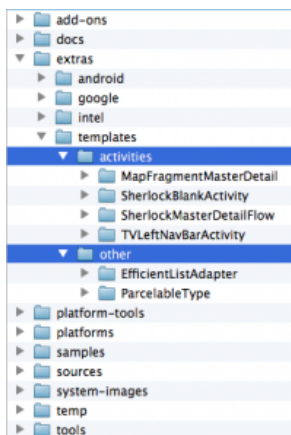 add-ons
docs
extras
android
google
intel
templates
activities
MapFragmentMasterDetail
SherlockBlankActivity
SherlockMasterDetailFlow
TVLeftNavBarActivity
other
EfficientListAdapter
ParcelableType
platform-tools
platforms
samples
sources
system-images
temp
tools